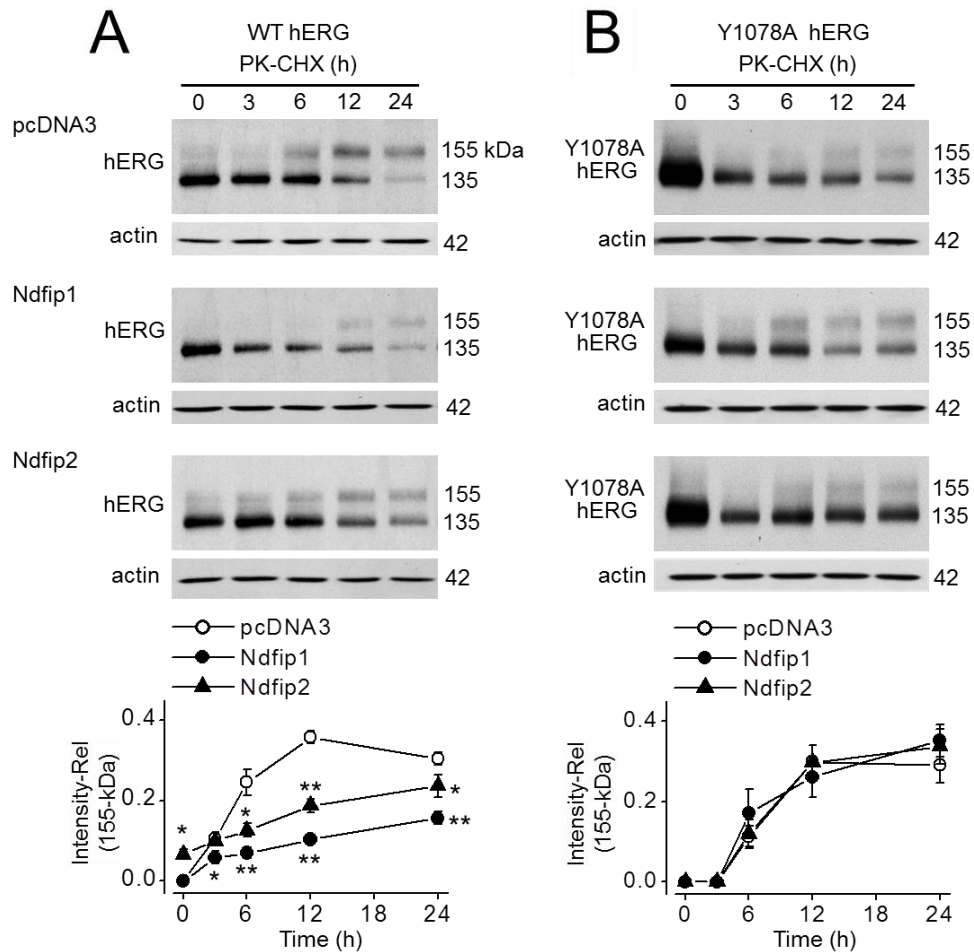 A
WT hERG
PK-CHX (h)
0 3 6 12 24
pcDNA3
hERG
155 kDa
135
actin
42
Ndfip1
hERG
155
135
actin
42
Ndfip2
hERG
155
135
actin
42
pcDNA3
Ndfip1
Ndfip2
Intensity-Rel
(155-kDa)
0.4
0.2
0.0
* * * ** * ** ** * **
0 6 12 18 24
Time (h)
B
Y1078A hERG
PK-CHX (h)
0 3 6 12 24
Y1078A
hERG
155
135
actin
42
Y1078A
hERG
155
135
actin
42
Y1078A
hERG
155
135
actin
42
pcDNA3
Ndfip1
Ndfip2
Intensity-Rel
(155-kDa)
0.4
0.2
0.0
0 6 12 18 24
Time (h)